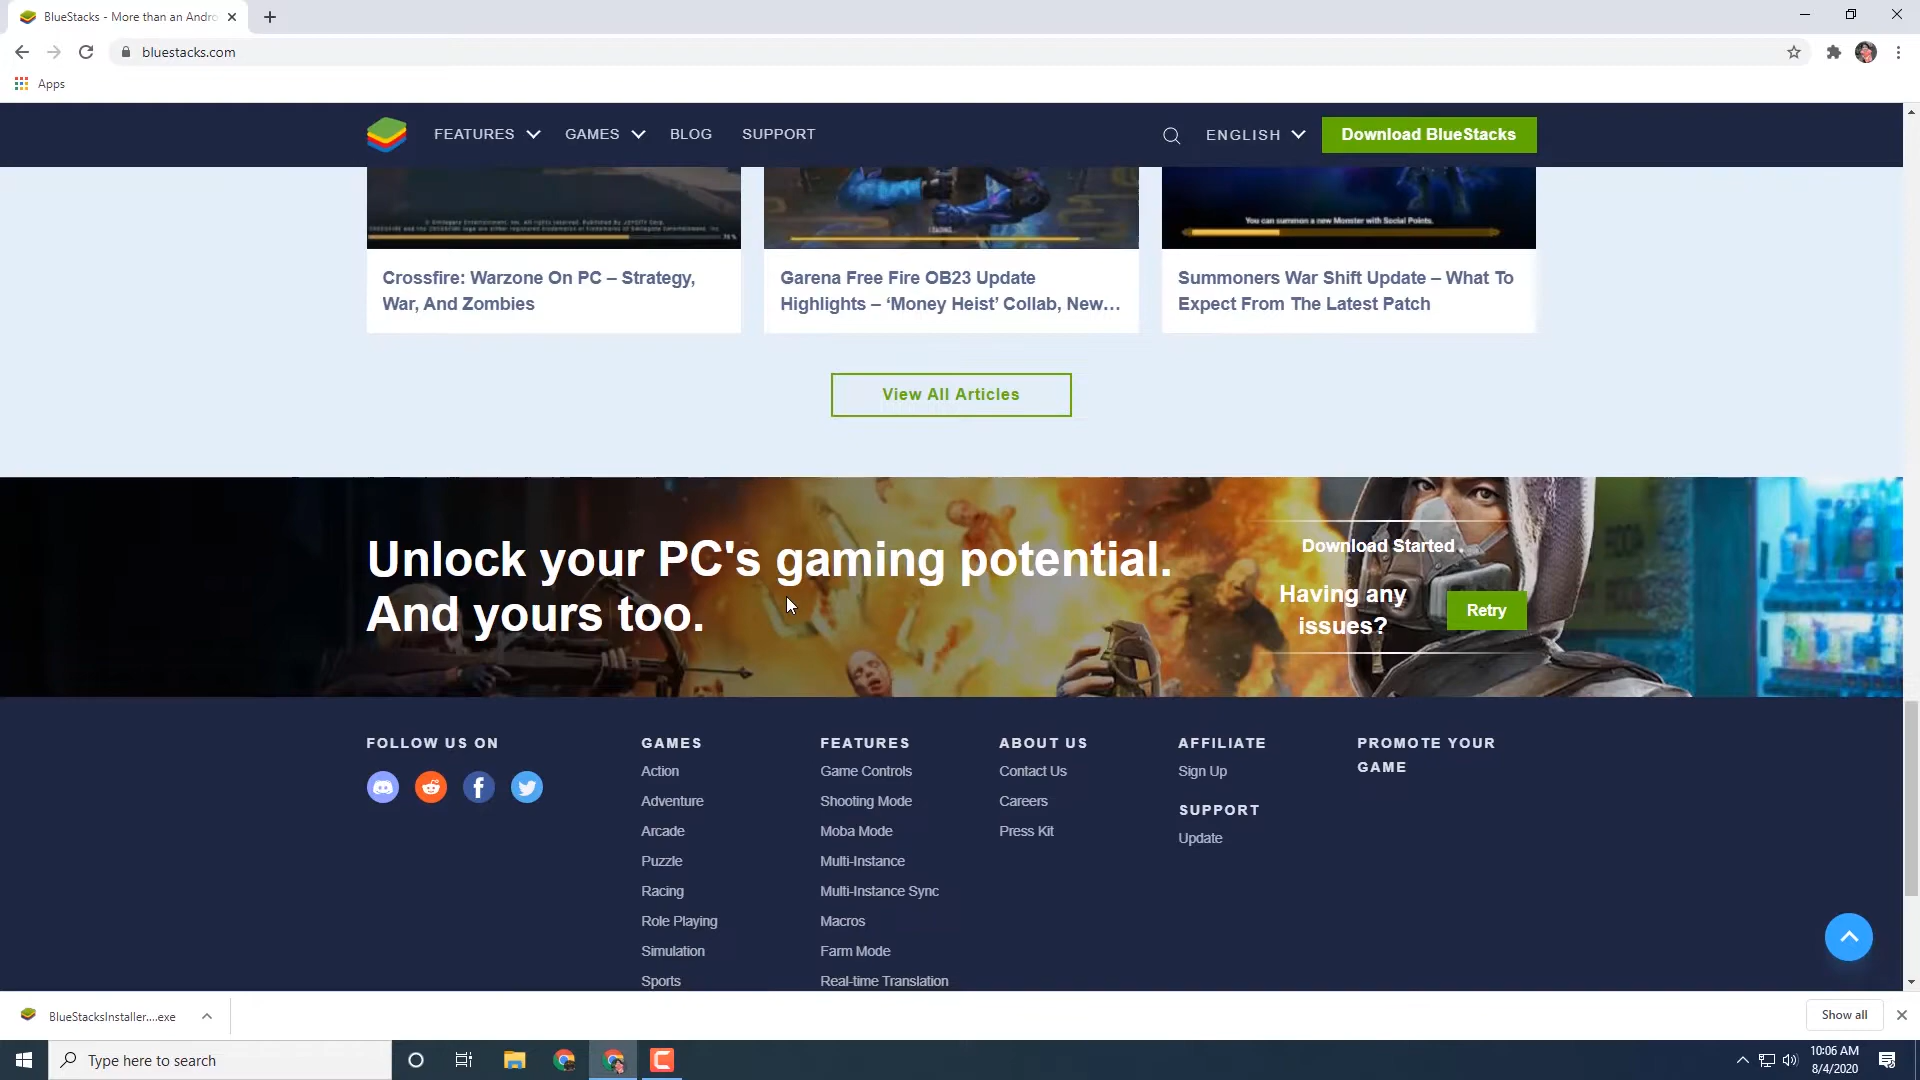 BlueStacks - More than an Andro
bluestacks.com
Apps
FEATURES GAMES BLOG SUPPORT ENGLISH Download BlueStacks
LOADING
You can summon a new Monster with Social Points.
Crossfire: Warzone On PC – Strategy,
War, And Zombies
Garena Free Fire OB23 Update
Highlights – ‘Money Heist’ Collab, New…
Summoners War Shift Update – What To
Expect From The Latest Patch
View All Articles
Unlock your PC's gaming potential.
And yours too.
Download Started .
Having any
issues?
Retry
FOLLOW US ON
GAMES
Action
Adventure
Arcade
Puzzle
Racing
Role Playing
Simulation
Sports
FEATURES
Game Controls
Shooting Mode
Moba Mode
Multi-Instance
Multi-Instance Sync
Macros
Farm Mode
Real-time Translation
ABOUT US
Contact Us
Careers
Press Kit
AFFILIATE
Sign Up
SUPPORT
Update
PROMOTE YOUR
GAME
BlueStacksInstaller....exe
Show all
Type here to search
10:06 AM
8/4/2020